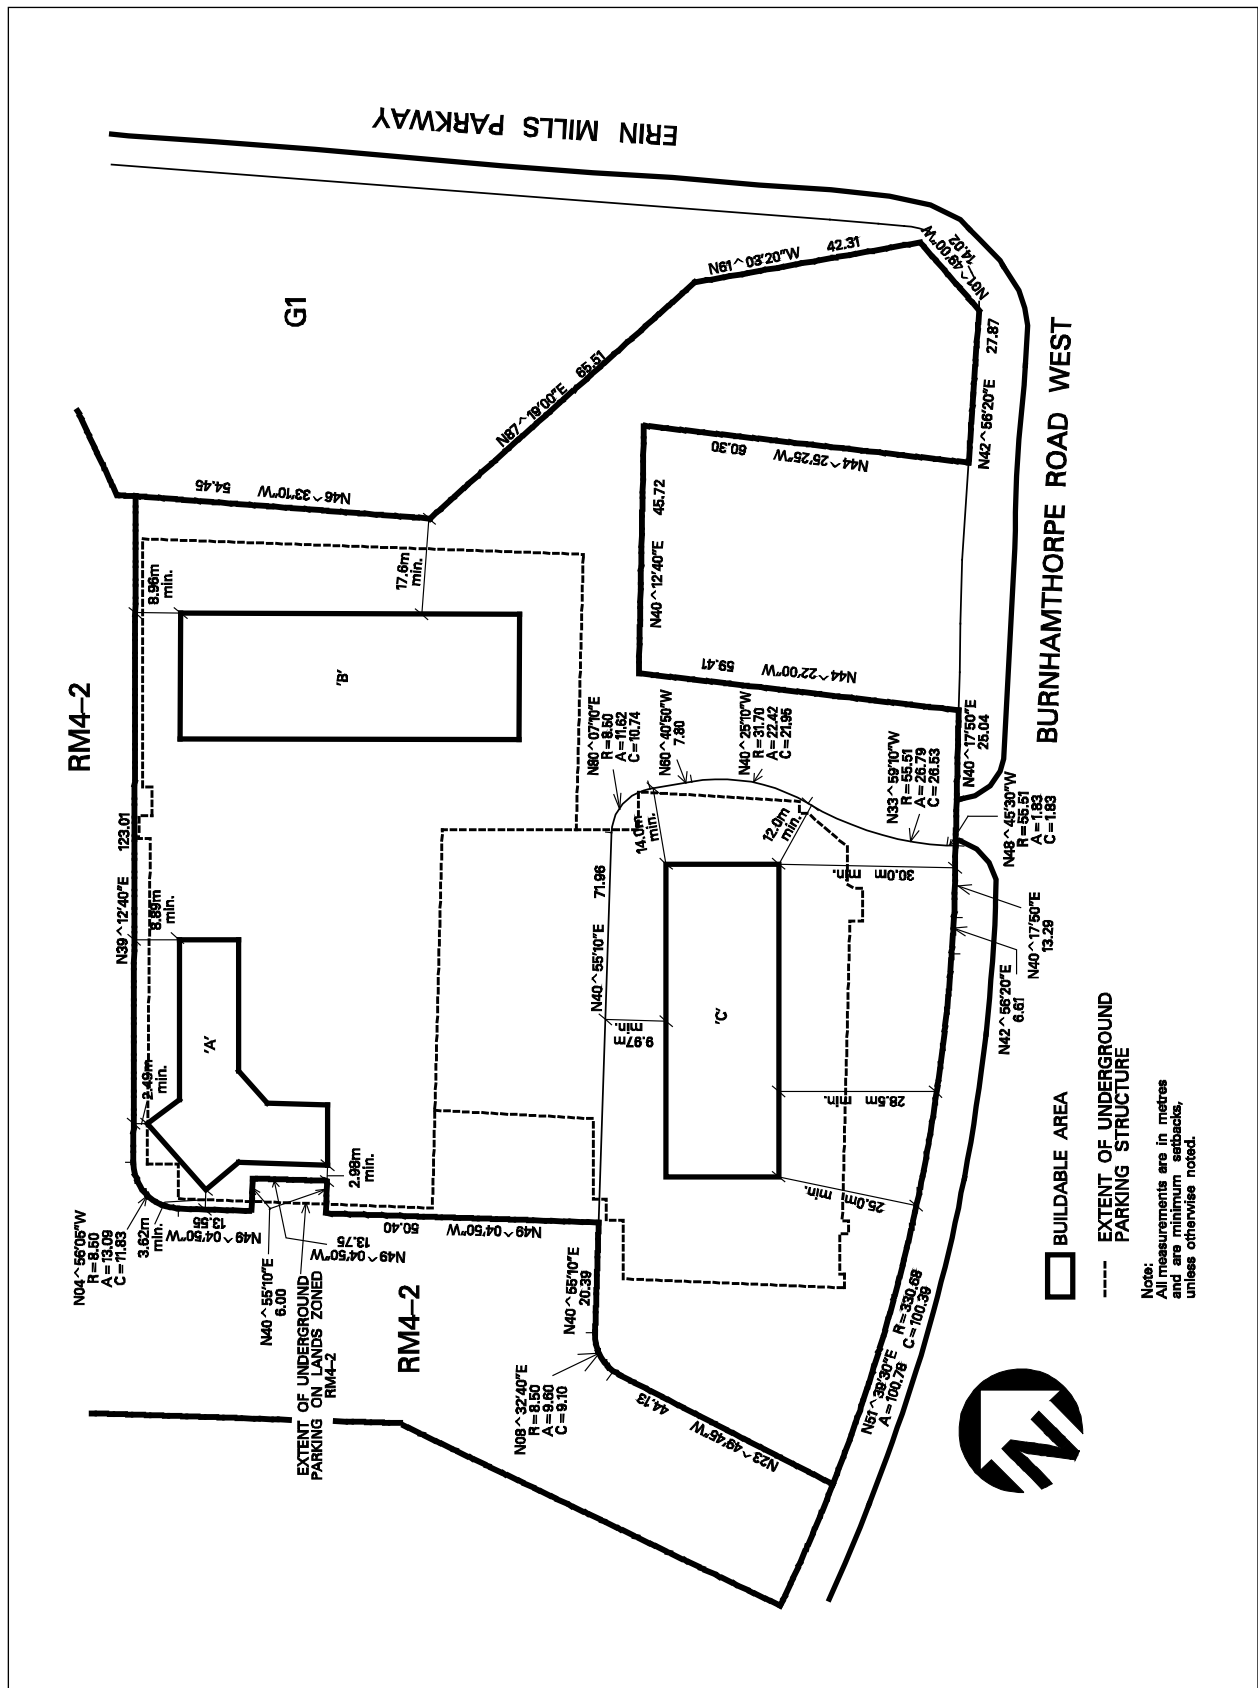 ERIN MILLS PARKWAY
G1
N61^03'20"W 42.31
N01^49'00"W
14.02
27.87
N42^56'20"E
N87^19'00"E 65.51
BURNHAMTHORPE ROAD WEST
60.30 N44^25'25"W
54.45 N46^33'10"W
45.72
N40^12'40"E
59.41 N44^22'00"W
17.6m
min.
8.96m
min.
RM4-2
'B'
N80^07'10"E
R=8.50
A=11.62
C=10.74
N60^40'50"W
7.80
N40^25'10"W
R=31.70
A=22.42
C=21.95
N33^59'10"W
R=55.51
A=26.79
C=26.53
N40^17'50"E
25.04
N48^45'30"W
R=55.51
A=1.83
C=1.83
123.01
N39^12'40"E
8.89m
min.
14.0m
min.
12.0m
min.
71.96
N40^55'10"E
30.0m min.
N40^17'50"E
13.29
N42^56'20"E
6.61
'A'
'C'
9.97m
min.
2.49m
min.
28.5m min.
2.98m
min.
25.0m min.
N04^56'05"W
R=8.50
A=13.09
C=11.83
3.62m
min.
13.55
N49^04'50"W
N40^55'10"E
6.00
13.75
N49^04'50"W
50.40 N49^04'50"W
EXTENT OF UNDERGROUND
PARKING ON LANDS ZONED
RM4-2
RM4-2
N40^55'10"E
20.39
N08^32'40"E
R=8.50
A=9.60
C=9.10
44.13 N23^49'45"W
N51^39'30"E R=330.68
A=100.78 C=100.39
BUILDABLE AREA
EXTENT OF UNDERGROUND
PARKING STRUCTURE
Note:
All measurements are in metres
and are minimum setbacks,
unless otherwise noted.
N